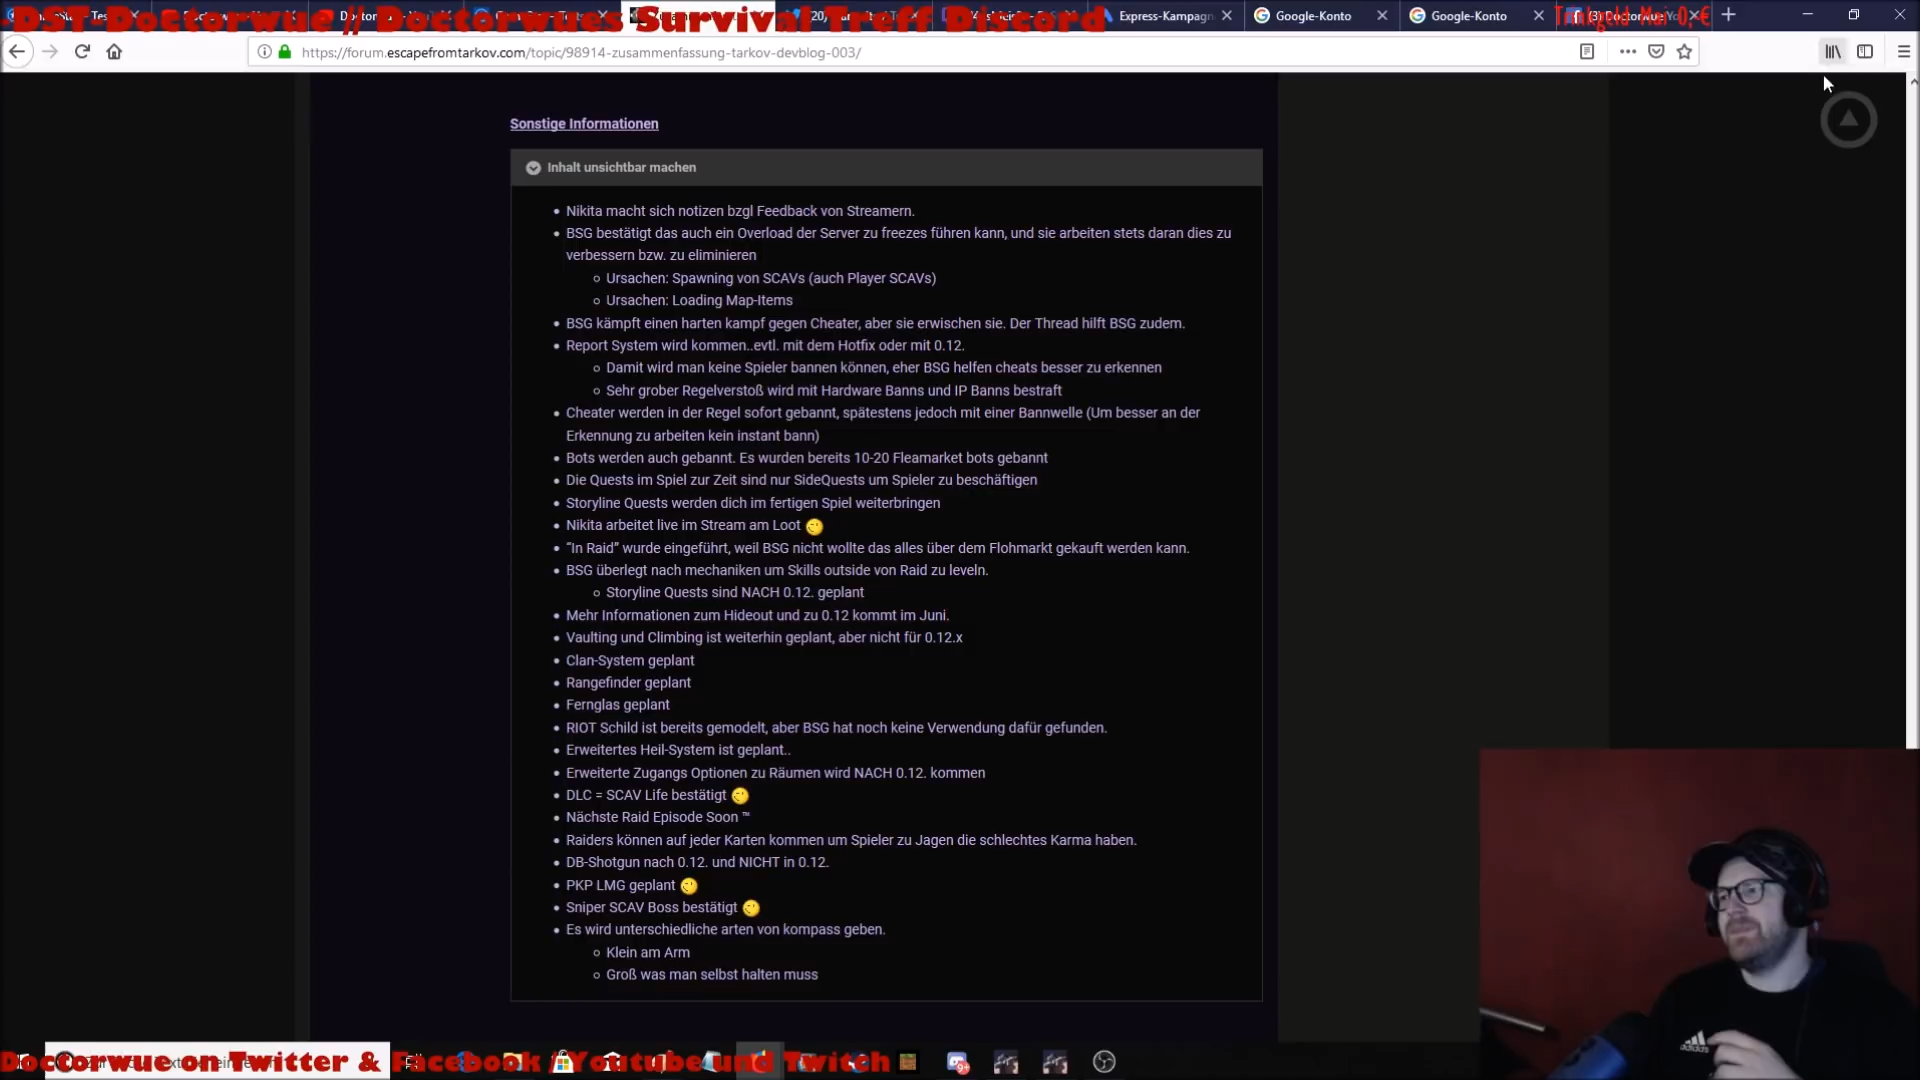 DST Doctorwue // Doctorwues Survival Treff Discord
Trinkgeld Mai 0,€
Express-Kampagn
Google-Konto
Google-Konto
https://forum.escapefromtarkov.com/topic/98914-zusammenfassung-tarkov-devblog-003/
Sonstige Informationen
Inhalt unsichtbar machen
Nikita macht sich notizen bzgl Feedback von Streamern.
BSG bestätigt das auch ein Overload der Server zu freezes führen kann, und sie arbeiten stets daran dies zu
verbessern bzw. zu eliminieren
Ursachen: Spawning von SCAVs (auch Player SCAVs)
Ursachen: Loading Map-Items
BSG kämpft einen harten kampf gegen Cheater, aber sie erwischen sie. Der Thread hilft BSG zudem.
Report System wird kommen..evtl. mit dem Hotfix oder mit 0.12.
Damit wird man keine Spieler bannen können, eher BSG helfen cheats besser zu erkennen
Sehr grober Regelverstoß wird mit Hardware Banns und IP Banns bestraft
Cheater werden in der Regel sofort gebannt, spätestens jedoch mit einer Bannwelle (Um besser an der
Erkennung zu arbeiten kein instant bann)
Bots werden auch gebannt. Es wurden bereits 10-20 Fleamarket bots gebannt
Die Quests im Spiel zur Zeit sind nur SideQuests um Spieler zu beschäftigen
Storyline Quests werden dich im fertigen Spiel weiterbringen
Nikita arbeitet live im Stream am Loot
“In Raid” wurde eingeführt, weil BSG nicht wollte das alles über dem Flohmarkt gekauft werden kann.
BSG überlegt nach mechaniken um Skills outside von Raid zu leveln.
Storyline Quests sind NACH 0.12. geplant
Mehr Informationen zum Hideout und zu 0.12 kommt im Juni.
Vaulting und Climbing ist weiterhin geplant, aber nicht für 0.12.x
Clan-System geplant
Rangefinder geplant
Fernglas geplant
RIOT Schild ist bereits gemodelt, aber BSG hat noch keine Verwendung dafür gefunden.
Erweitertes Heil-System ist geplant..
Erweiterte Zugangs Optionen zu Räumen wird NACH 0.12. kommen
DLC = SCAV Life bestätigt
Nächste Raid Episode Soon ™
Raiders können auf jeder Karten kommen um Spieler zu Jagen die schlechtes Karma haben.
DB-Shotgun nach 0.12. und NICHT in 0.12.
PKP LMG geplant
Sniper SCAV Boss bestätigt
Es wird unterschiedliche arten von kompass geben.
Klein am Arm
Groß was man selbst halten muss
adidas
Doctorwue on Twitter & Facebook / Youtube und Twitch